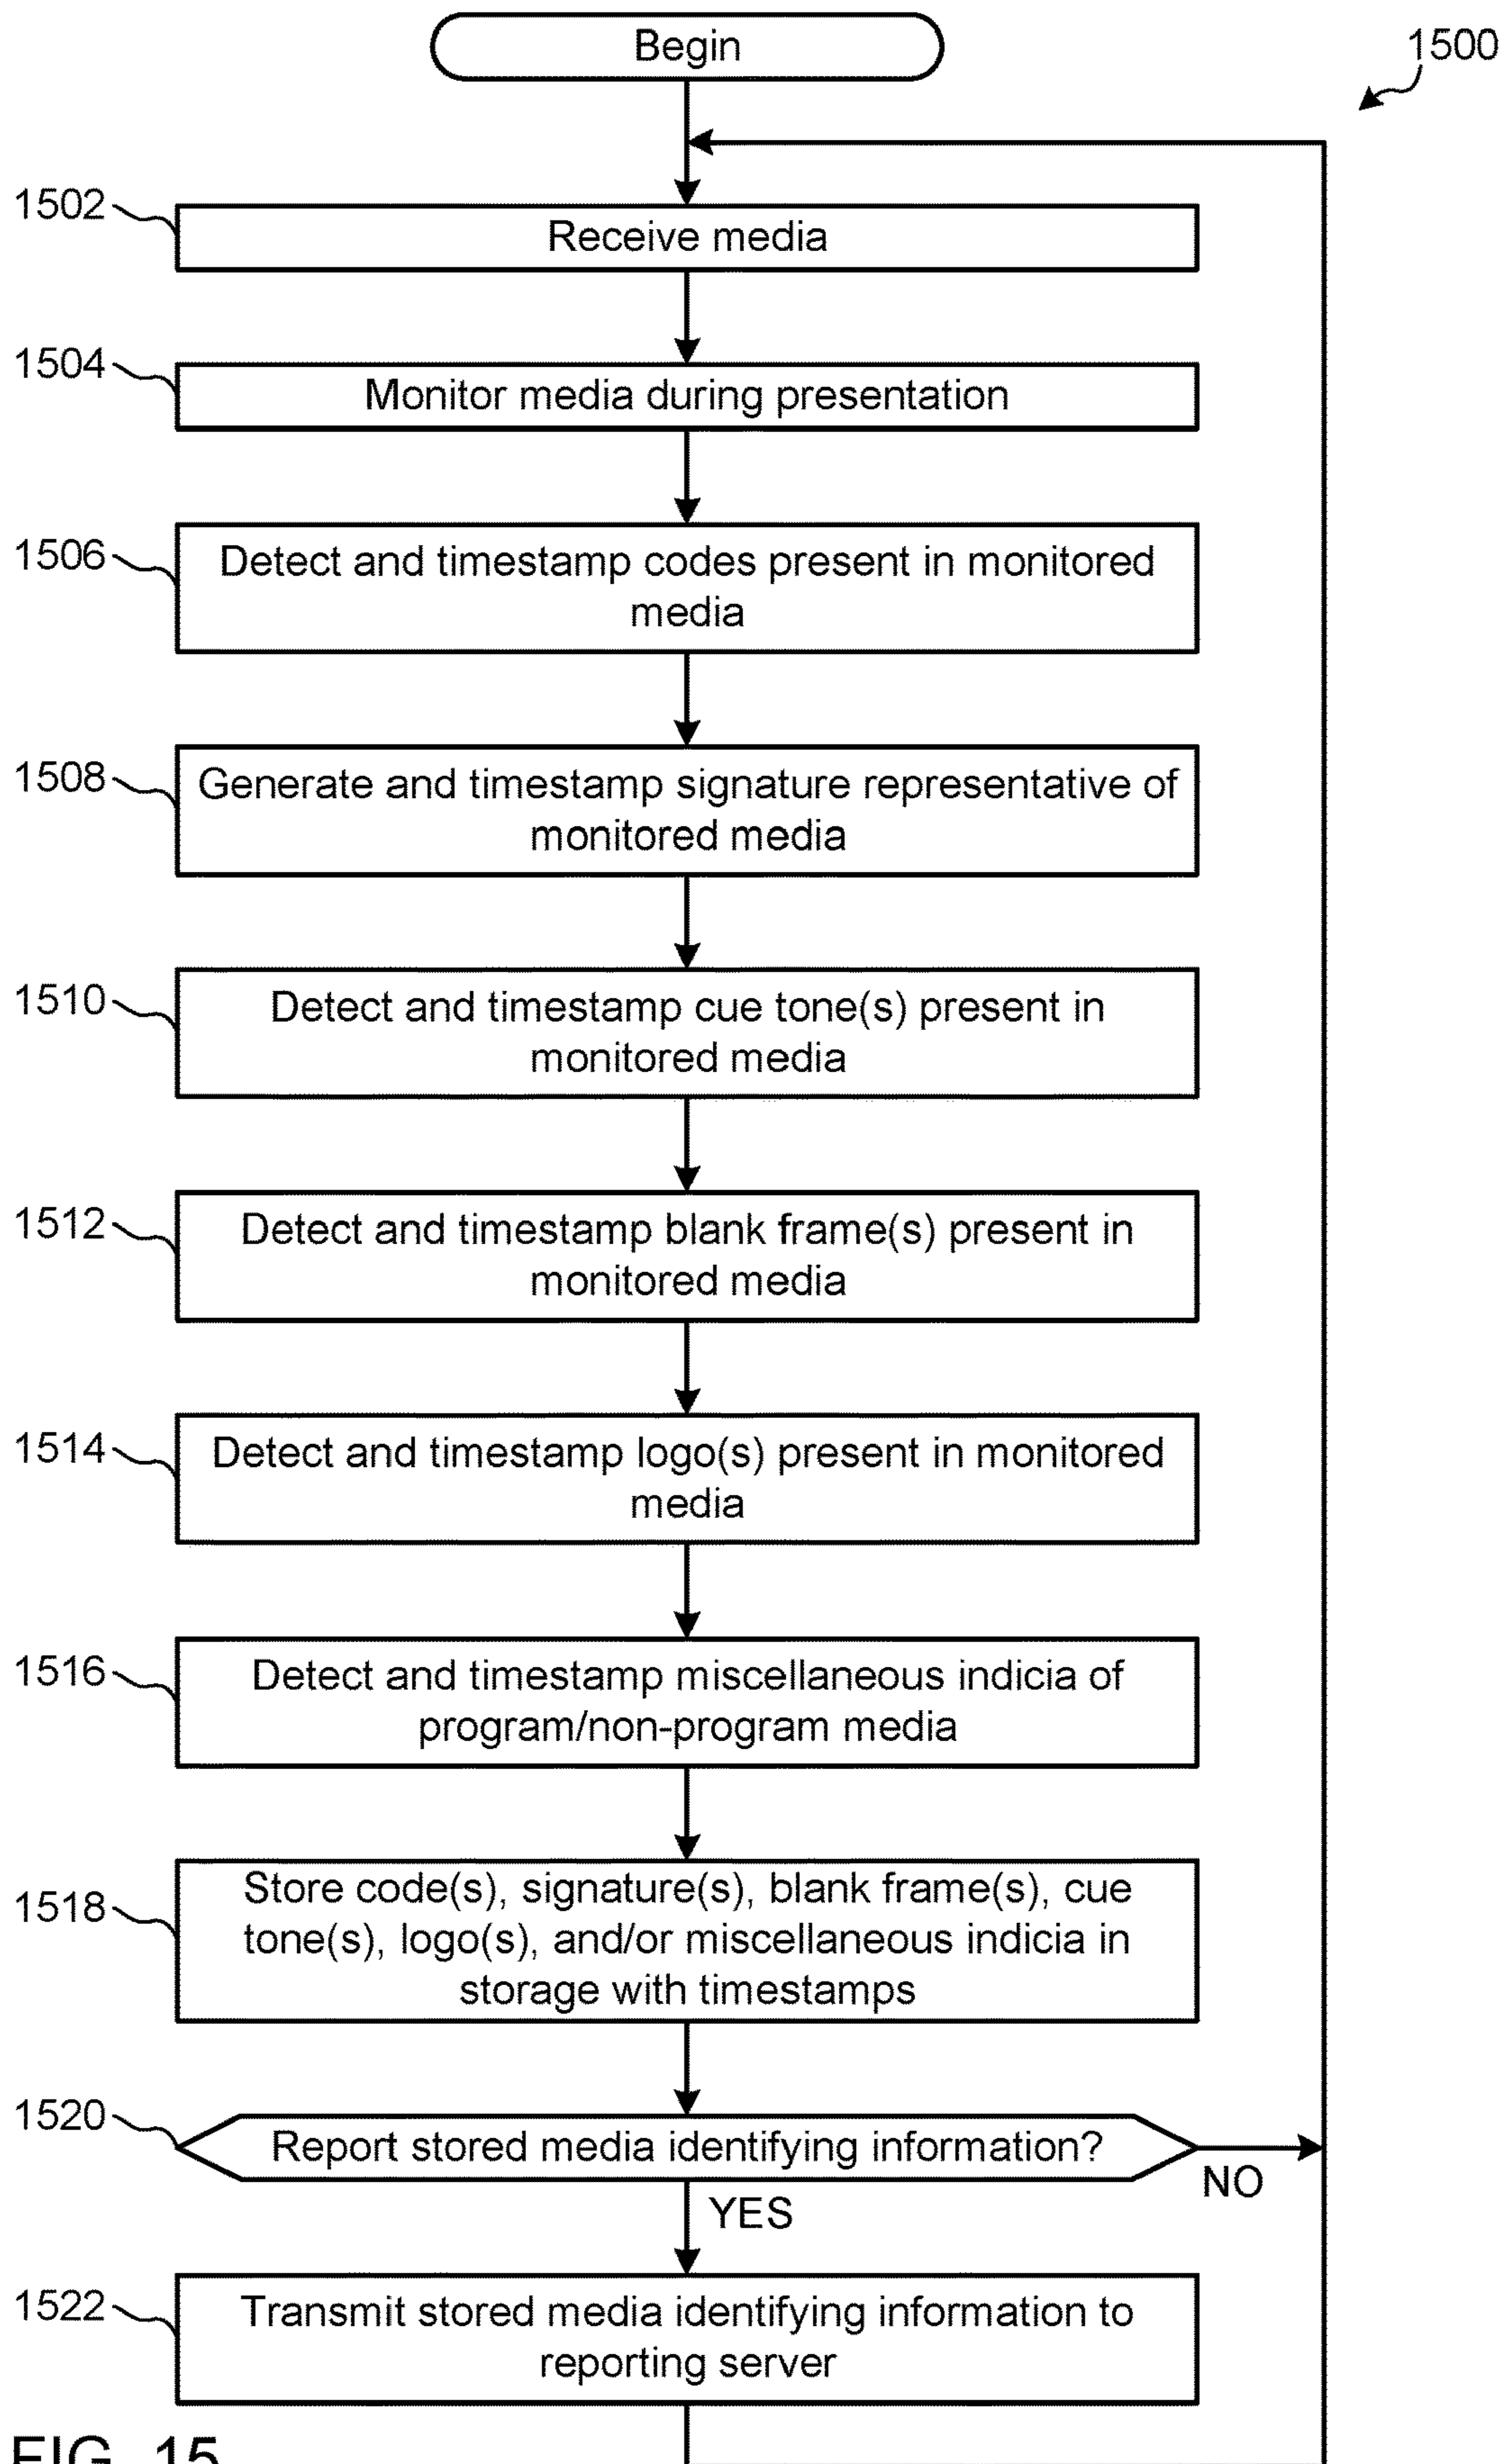 Begin
1500
1502
Receive media
1504
Monitor media during presentation
1506
Detect and timestamp codes present in monitored
media
1508
Generate and timestamp signature representative of
monitored media
1510
Detect and timestamp cue tone(s) present in
monitored media
1512
Detect and timestamp blank frame(s) present in
monitored media
1514
Detect and timestamp logo(s) present in monitored
media
1516
Detect and timestamp miscellaneous indicia of
program/non-program media
1518
Store code(s), signature(s), blank frame(s), cue
tone(s), logo(s), and/or miscellaneous indicia in
storage with timestamps
1520
Report stored media identifying information?
NO
YES
1522
Transmit stored media identifying information to
reporting server
FIG. 15